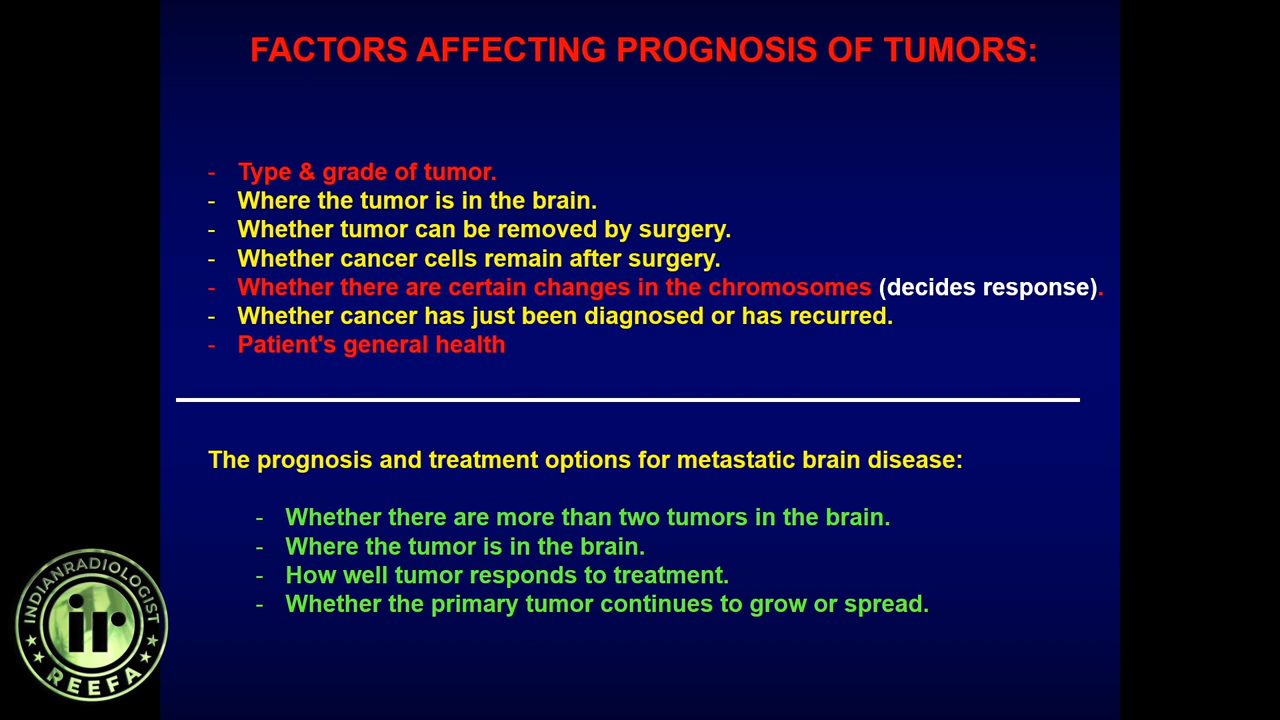 FACTORS AFFECTING PROGNOSIS OF TUMORS:
- Type & grade of tumor.
- Where the tumor is in the brain.
- Whether tumor can be removed by surgery.
- Whether cancer cells remain after surgery.
- Whether there are certain changes in the chromosomes (decides response).
- Whether cancer has just been diagnosed or has recurred.
- Patient's general health
The prognosis and treatment options for metastatic brain disease:
- Whether there are more than two tumors in the brain.
- Where the tumor is in the brain.
- How well tumor responds to treatment.
- Whether the primary tumor continues to grow or spread.
INDIANRADIOLOGIST
ir
REEFA